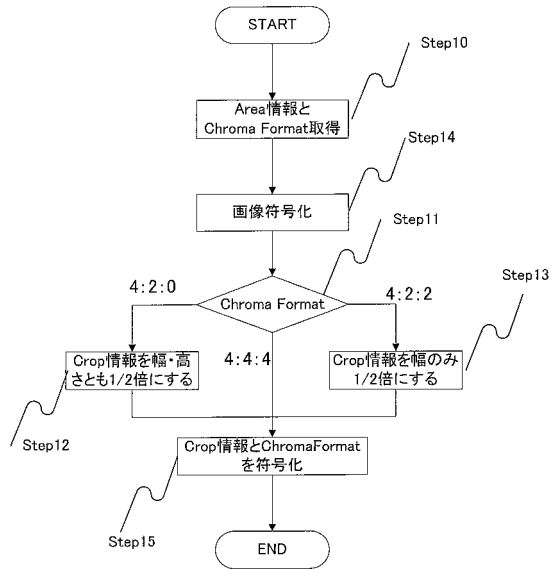 START
Step10
Area情報と
Chroma Format取得
Step14
画像符号化
Step11
Chroma Format
4:2:0
4:2:2
Step13
4:4:4
Crop情報を幅・高
さとも1/2倍にする
Crop情報を幅のみ
1/2倍にする
Step12
Crop情報とChromaFormat
を符号化
Step15
END